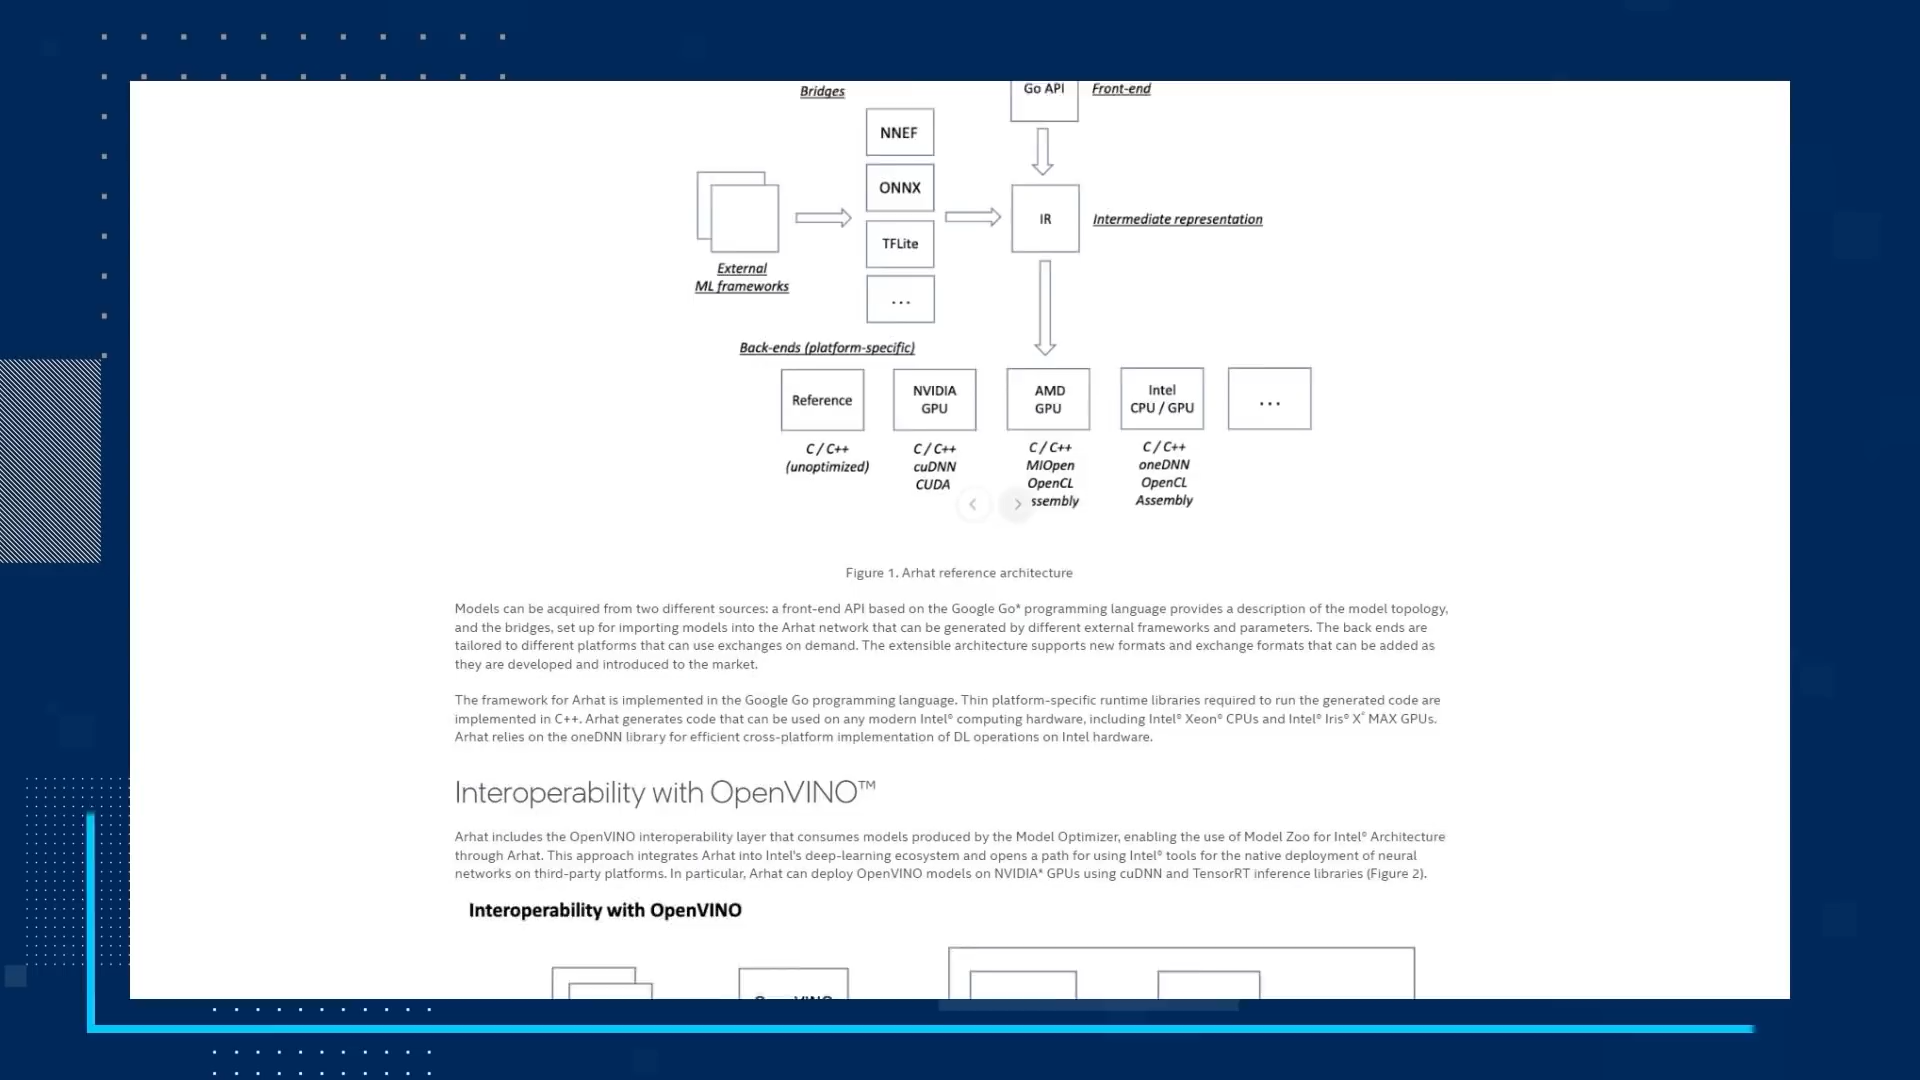 Bridges
Go API
Front-end
NNEF
ONNX
IR
Intermediate representation
TFLite
External
ML frameworks
...
Back-ends (platform-specific)
Reference
NVIDIA
GPU
AMD
GPU
Intel
CPU / GPU
...
C / C++
(unoptimized)
C / C++
cuDNN
CUDA
C / C++
MIOpen
OpenCL
ssembly
C / C++
oneDNN
OpenCL
Assembly
Figure 1. Arhat reference architecture
Models can be acquired from two different sources: a front-end API based on the Google Go* programming language provides a description of the model topology,
and the bridges, set up for importing models into the Arhat network that can be generated by different external frameworks and parameters. The back ends are
tailored to different platforms that can use exchanges on demand. The extensible architecture supports new formats and exchange formats that can be added as
they are developed and introduced to the market.
The framework for Arhat is implemented in the Google Go programming language. Thin platform-specific runtime libraries required to run the generated code are
implemented in C++. Arhat generates code that can be used on any modern Intel® computing hardware, including Intel® Xeon® CPUs and Intel® Iris® Xᵉ MAX GPUs.
Arhat relies on the oneDNN library for efficient cross-platform implementation of DL operations on Intel hardware.
Interoperability with OpenVINO™
Arhat includes the OpenVINO interoperability layer that consumes models produced by the Model Optimizer, enabling the use of Model Zoo for Intel® Architecture
through Arhat. This approach integrates Arhat into Intel's deep-learning ecosystem and opens a path for using Intel® tools for the native deployment of neural
networks on third-party platforms. In particular, Arhat can deploy OpenVINO models on NVIDIA* GPUs using cuDNN and TensorRT inference libraries (Figure 2).
Interoperability with OpenVINO